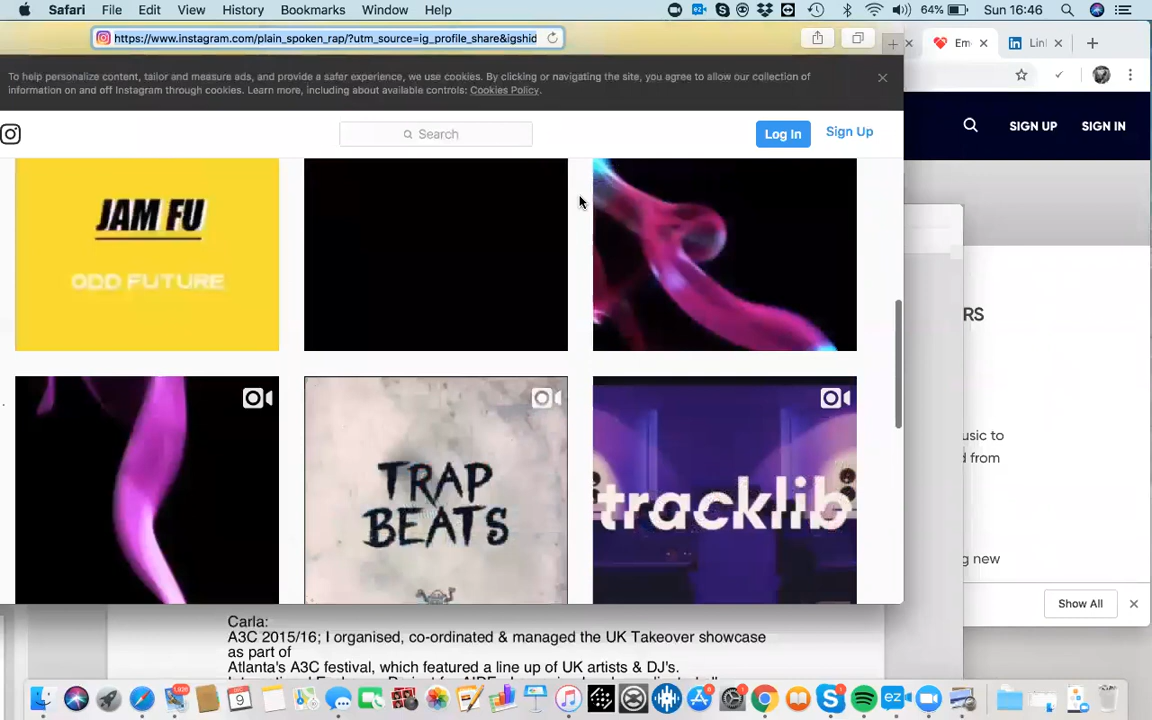 Safari File Edit View History Bookmarks Window Help 64% Sun 16:46
https://www.instagram.com/plain_spoken_rap/?utm_source=ig_profile_share&igshid
Em
Linl
To help personalize content, tailor and measure ads, and provide a safer experience, we use cookies. By clicking or navigating the site, you agree to allow our collection of
information on and off Instagram through cookies. Learn more, including about available controls: Cookies Policy.
Search Log In Sign Up
SIGN UP SIGN IN
JAM FU
ODD FUTURE
TRAP
BEATS
tracklib
RS
usic to
d from
g new
Show All
Carla:
A3C 2015/16; I organised, co-ordinated & managed the UK Takeover showcase
as part of
Atlanta's A3C festival, which featured a line up of UK artists & DJ's.
9